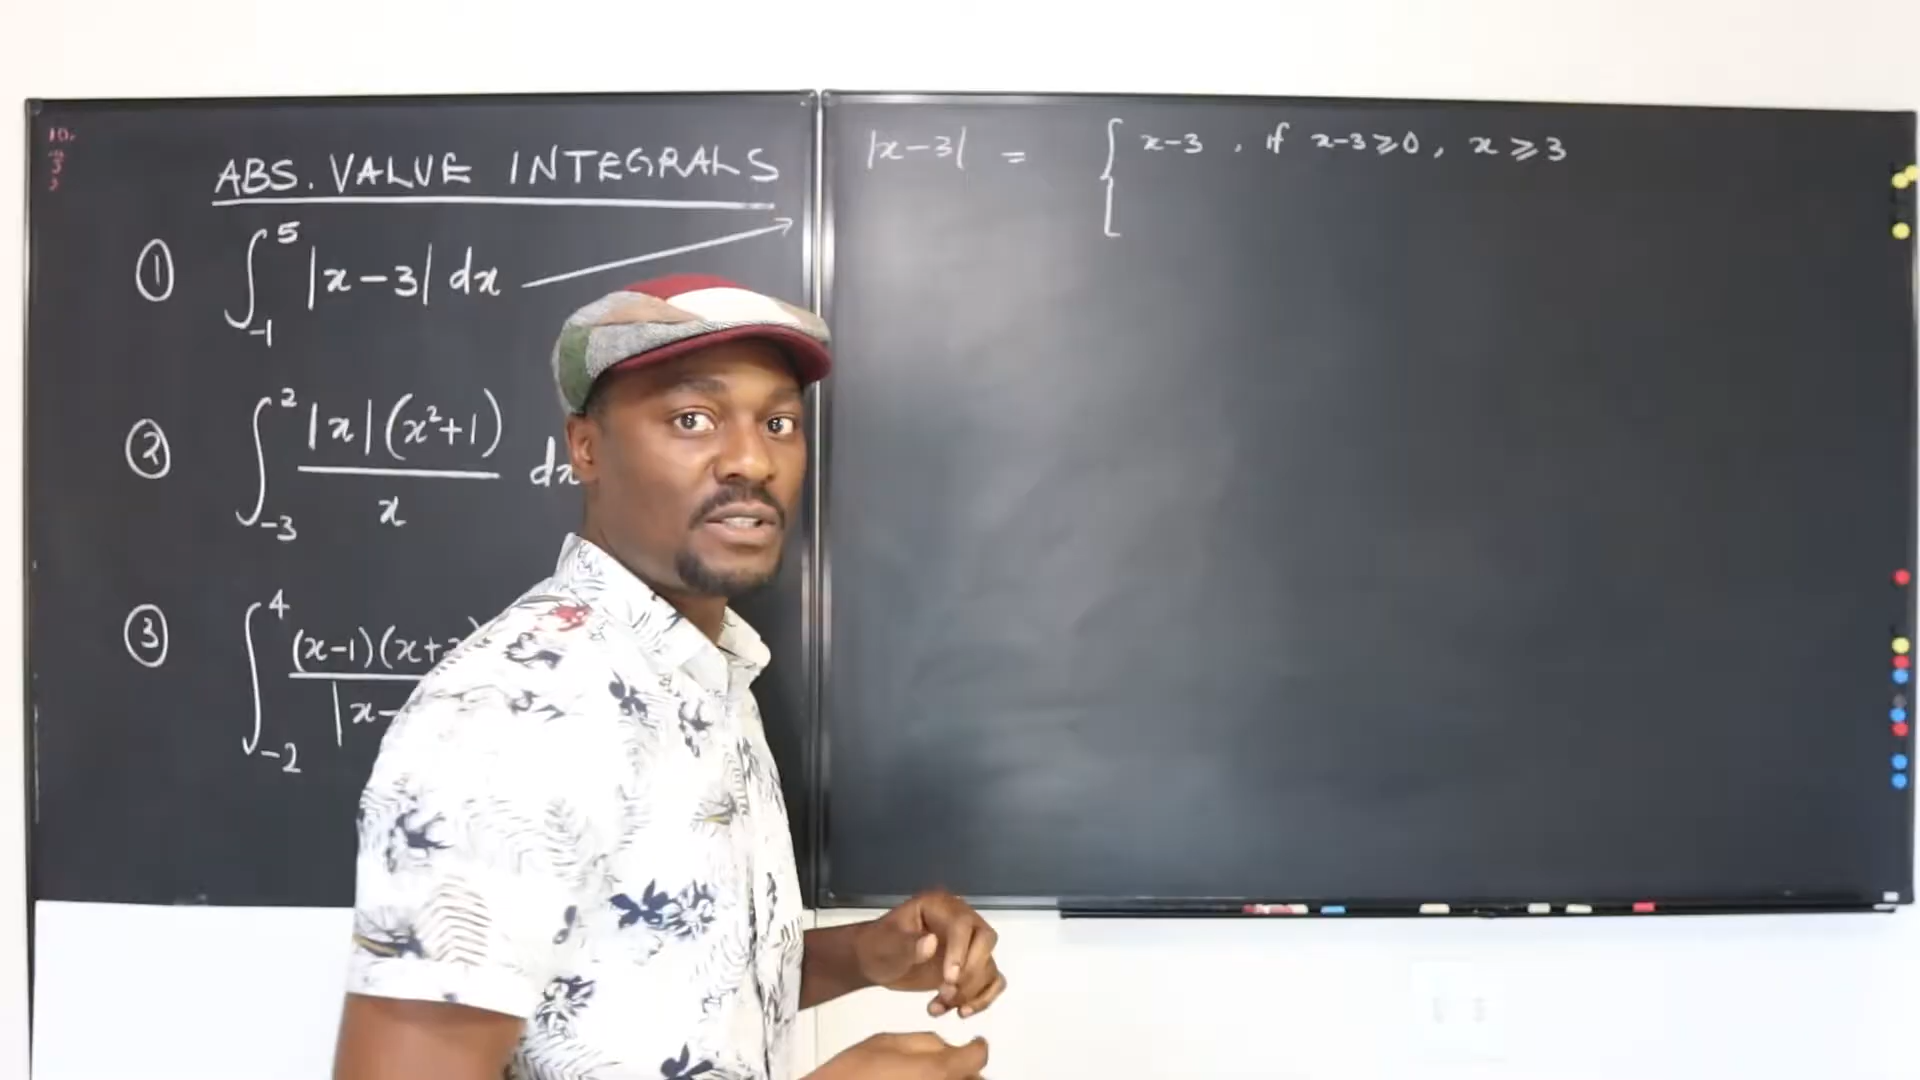 ABS. VALUE INTEGRALS
① ∫₋₁⁵ |x-3| dx
② ∫₋₃² |x|(x²+1)/x dx
③ ∫₋₂⁴ (x-1)(x+ / |x-
|x-3| = { x-3 , if x-3⩾0, x⩾3